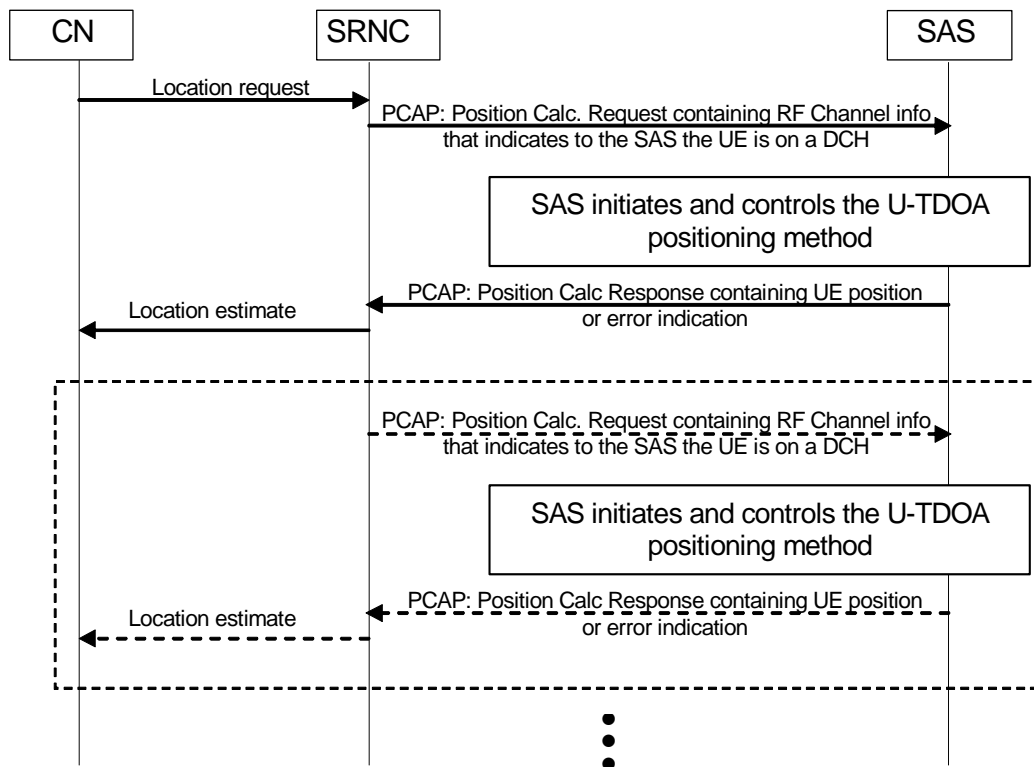 CN
SRNC
SAS
Location request
PCAP: Position Calc. Request containing RF Channel info
that indicates to the SAS the UE is on a DCH
SAS initiates and controls the U-TDOA
positioning method
PCAP: Position Calc Response containing UE position
or error indication
Location estimate
PCAP: Position Calc. Request containing RF Channel info
that indicates to the SAS the UE is on a DCH
SAS initiates and controls the U-TDOA
positioning method
PCAP: Position Calc Response containing UE position
or error indication
Location estimate